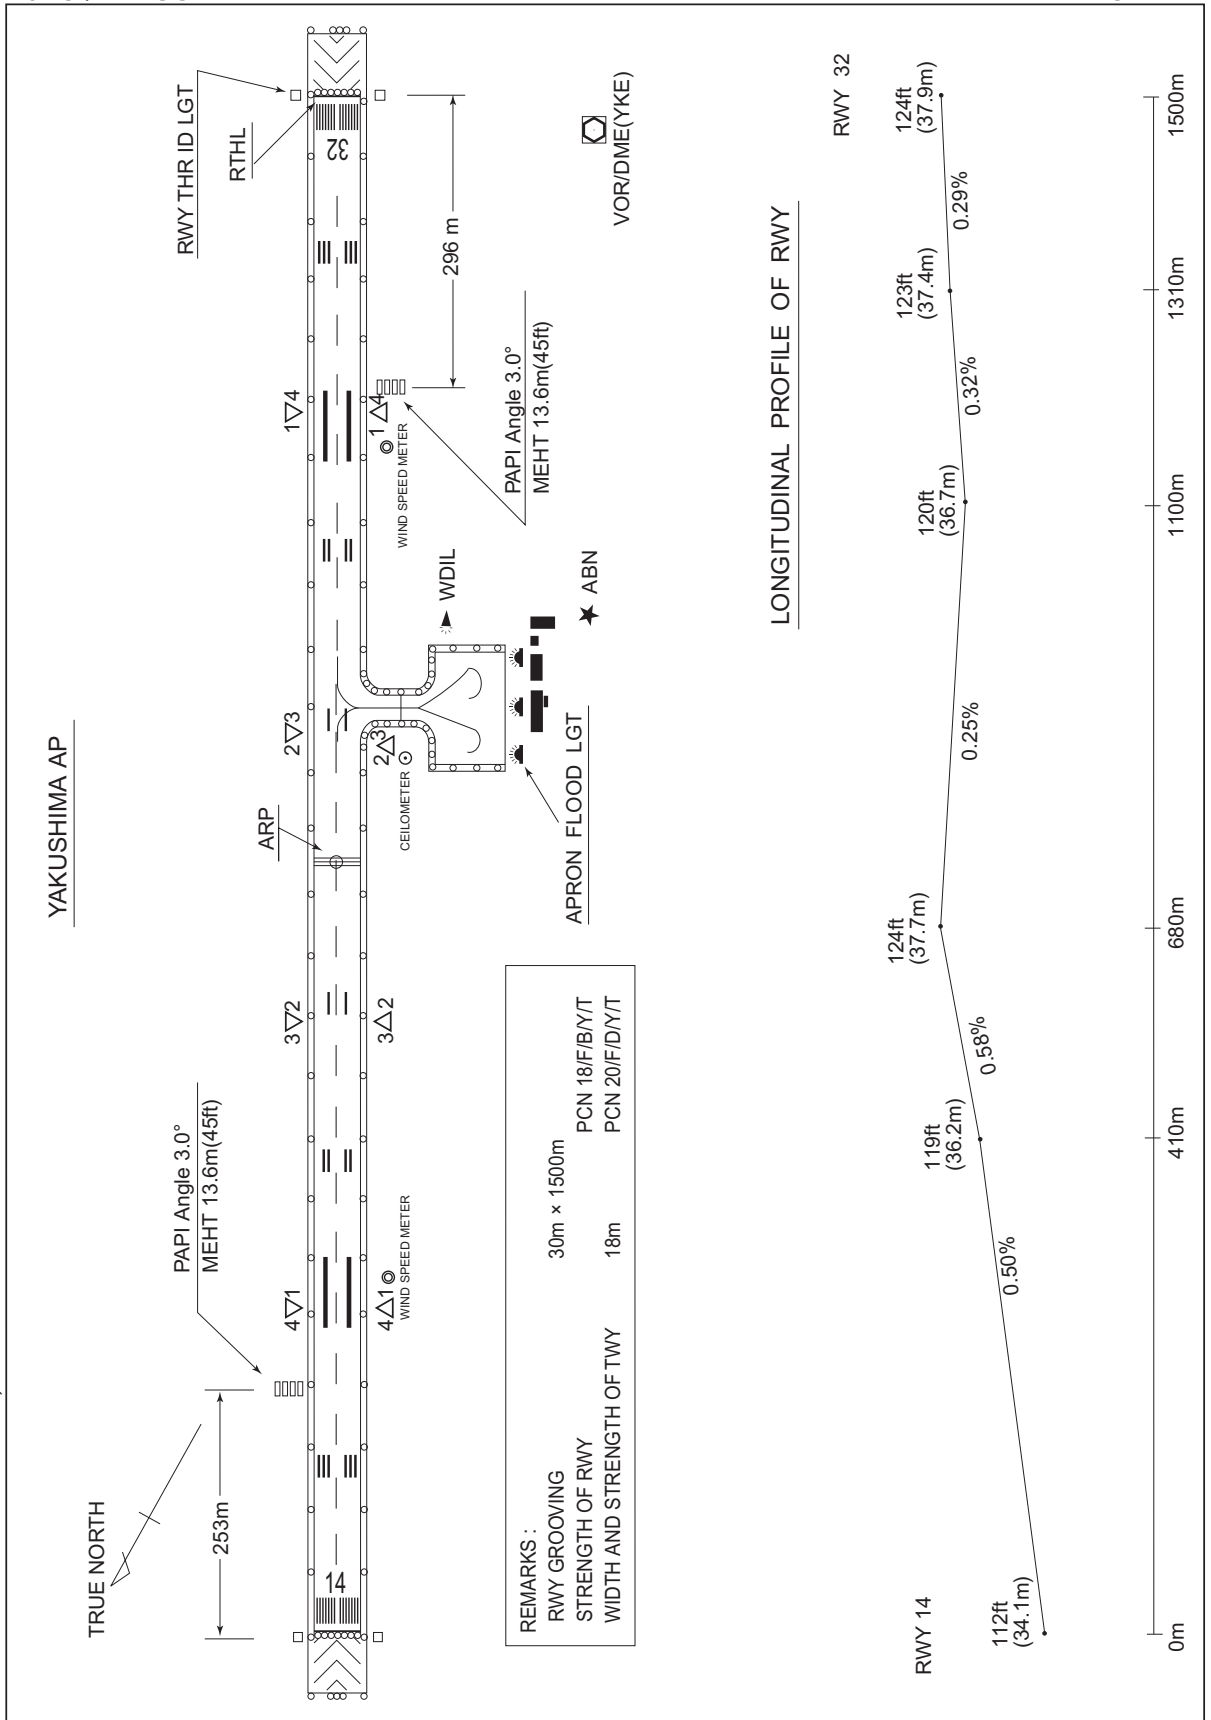 YAKUSHIMA AP
TRUE NORTH
253m
PAPI Angle 3.0°
MEHT 13.6m(45ft)
ARP
RWY THR ID LGT
RTHL
4▽1
3▽2
2▽3
1▽4
14
32
4△1
3△2
2△3
1△4
WIND SPEED METER
CEILOMETER
WIND SPEED METER
296 m
WDIL
PAPI Angle 3.0°
MEHT 13.6m(45ft)
APRON FLOOD LGT
ABN
VOR/DME(YKE)
REMARKS :
RWY GROOVING 30m × 1500m
STRENGTH OF RWY PCN 18/F/B/Y/T
WIDTH AND STRENGTH OF TWY 18m PCN 20/F/D/Y/T
LONGITUDINAL PROFILE OF RWY
RWY 14
RWY 32
112ft
(34.1m)
119ft
(36.2m)
124ft
(37.7m)
120ft
(36.7m)
123ft
(37.4m)
124ft
(37.9m)
0.50%
0.58%
0.25%
0.32%
0.29%
0m
410m
680m
1100m
1310m
1500m